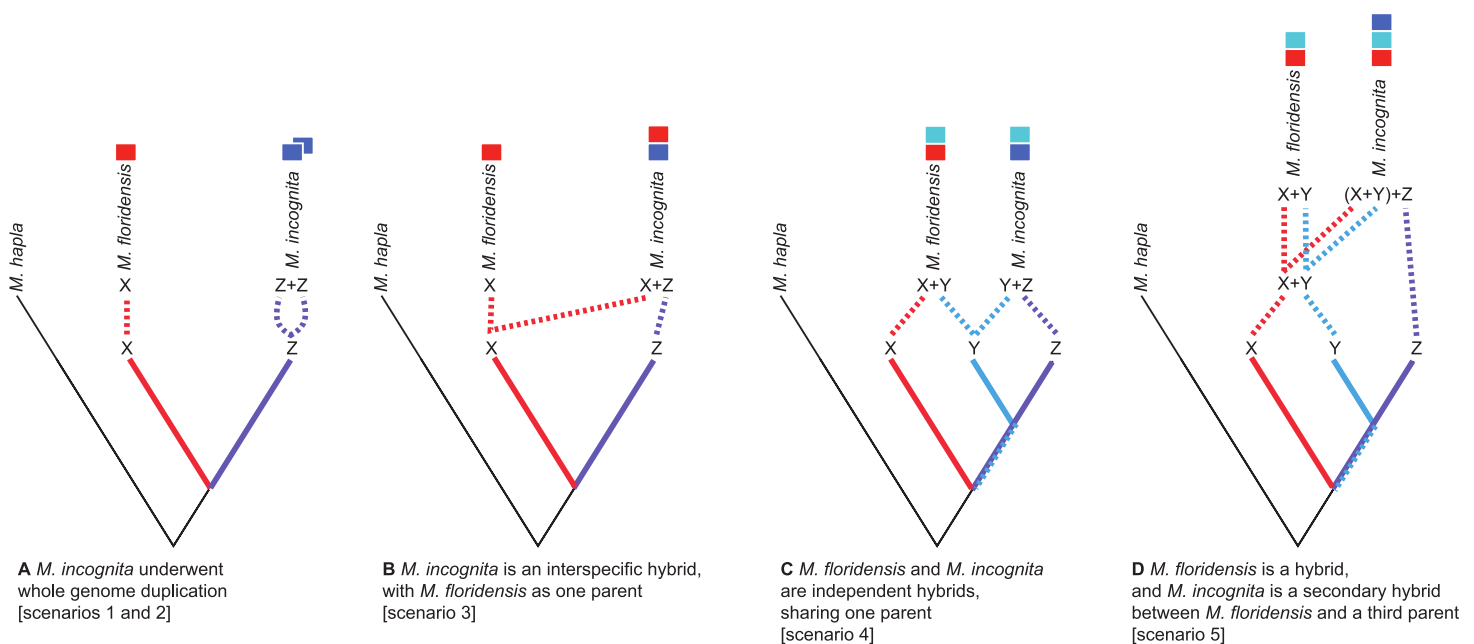 M. hapla
M. floridensis
M. incognita
X
Z+Z
X
Z
A M. incognita underwent
whole genome duplication
[scenarios 1 and 2]
M. hapla
M. floridensis
M. incognita
X
X+Z
X
Z
B M. incognita is an interspecific hybrid,
with M. floridensis as one parent
[scenario 3]
M. hapla
M. floridensis
M. incognita
X+Y
Y+Z
X
Y
Z
C M. floridensis and M. incognita
are independent hybrids,
sharing one parent
[scenario 4]
M. hapla
M. floridensis
M. incognita
X+Y
(X+Y)+Z
X+Y
X
Y
Z
D M. floridensis is a hybrid,
and M. incognita is a secondary hybrid
between M. floridensis and a third parent
[scenario 5]